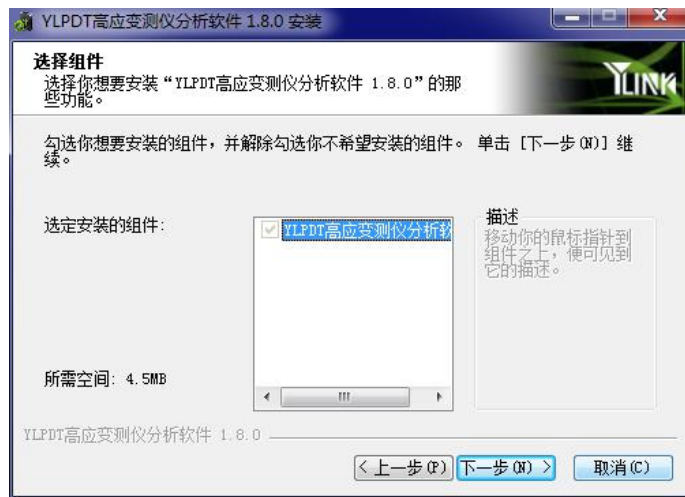 YLPDT高应变测仪分析软件 1.8.0 安装
选择组件
选择你想要安装“YLPDT高应变测仪分析软件 1.8.0”的那
些功能。
YLINK
勾选你想要安装的组件，并解除勾选你不希望安装的组件。 单击 [下一步(N)] 继
续。
选定安装的组件:
YLPDT高应变测仪分析软
描述
移动你的鼠标指针到
组件之上，便可见到
它的描述。
所需空间: 4.5MB
YLPDT高应变测仪分析软件 1.8.0
< 上一步(P) 下一步(N) > 取消(C)